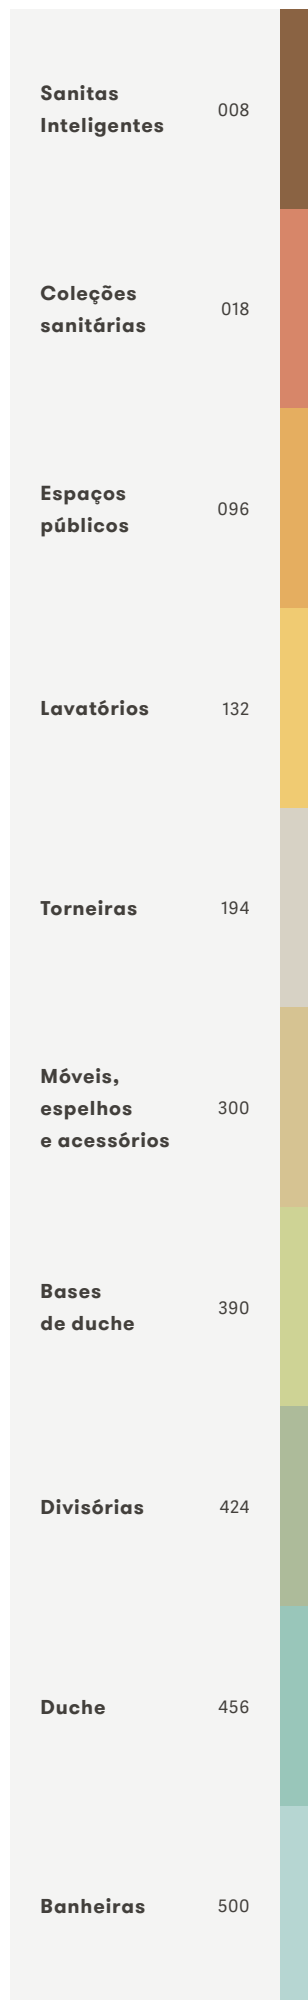 Sanitas
Inteligentes
008
Coleções
sanitárias
018
Espaços
públicos
096
Lavatórios 132
Torneiras 194
Móveis,
espelhos
e acessórios
300
Bases
de duche
390
Divisórias 424
Duche 456
Banheiras 500